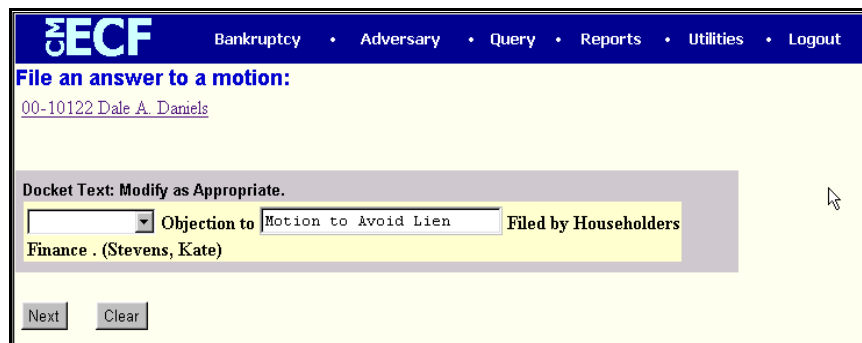 CM ECF Bankruptcy • Adversary • Query • Reports • Utilities • Logout
File an answer to a motion:
00-10122 Dale A. Daniels
Docket Text: Modify as Appropriate.
Objection to Motion to Avoid Lien Filed by Householders
Finance . (Stevens, Kate)
Next Clear